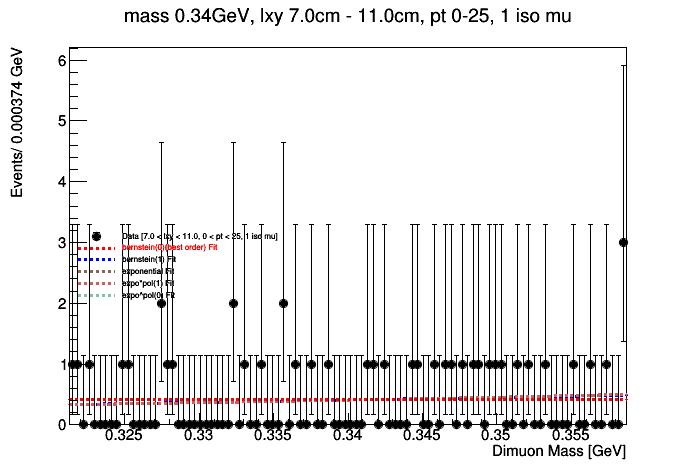 mass 0.34GeV, lxy 7.0cm - 11.0cm, pt 0-25, 1 iso mu
Events/ 0.000374 GeV
6
5
4
3
2
1
0
Data [7.0 < lxy < 11.0, 0 < pt < 25, 1 iso mu]
bernstein(0)(best order) Fit
bernstein(1) Fit
exponential Fit
expo*pol(1) Fit
expo*pol(0) Fit
0.325 0.33 0.335 0.34 0.345 0.35 0.355
Dimuon Mass [GeV]